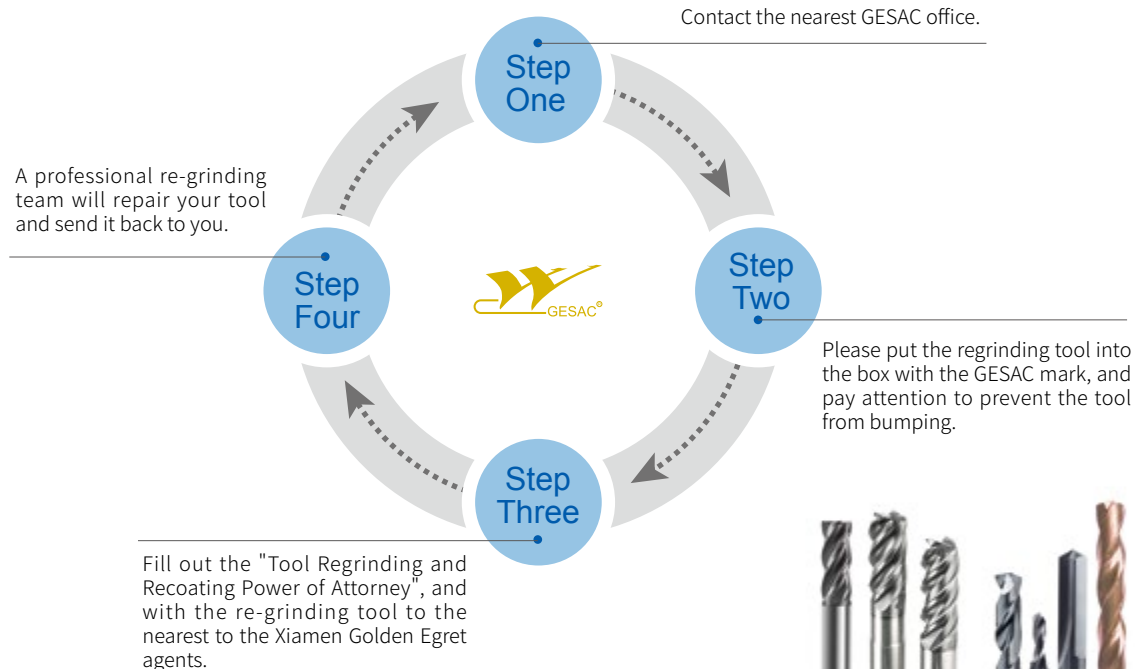 Contact the nearest GESAC office.
Step
One
A professional re-grinding
team will repair your tool
and send it back to you.
Step
Four
GESAC®
Step
Two
Please put the regrinding tool into
the box with the GESAC mark, and
pay attention to prevent the tool
from bumping.
Step
Three
Fill out the "Tool Regrinding and
Recoating Power of Attorney", and
with the re-grinding tool to the
nearest to the Xiamen Golden Egret
agents.